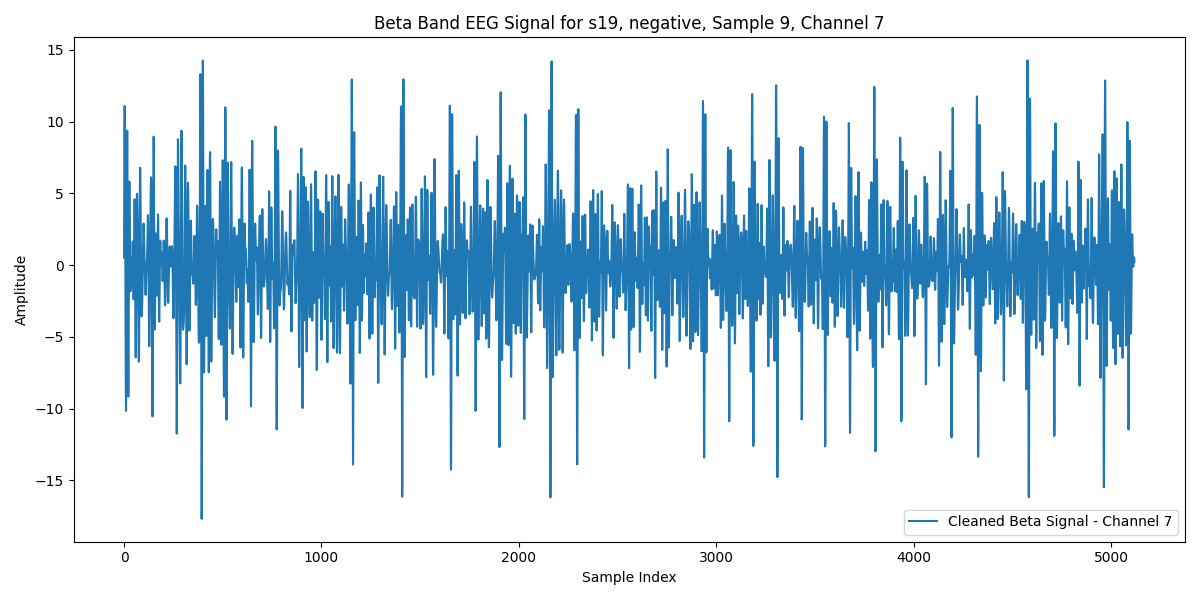 Beta Band EEG Signal for s19, negative, Sample 9, Channel 7
15
10
5
0
−5
−10
−15
Amplitude
0 1000 2000 3000 4000 5000
Sample Index
Cleaned Beta Signal - Channel 7